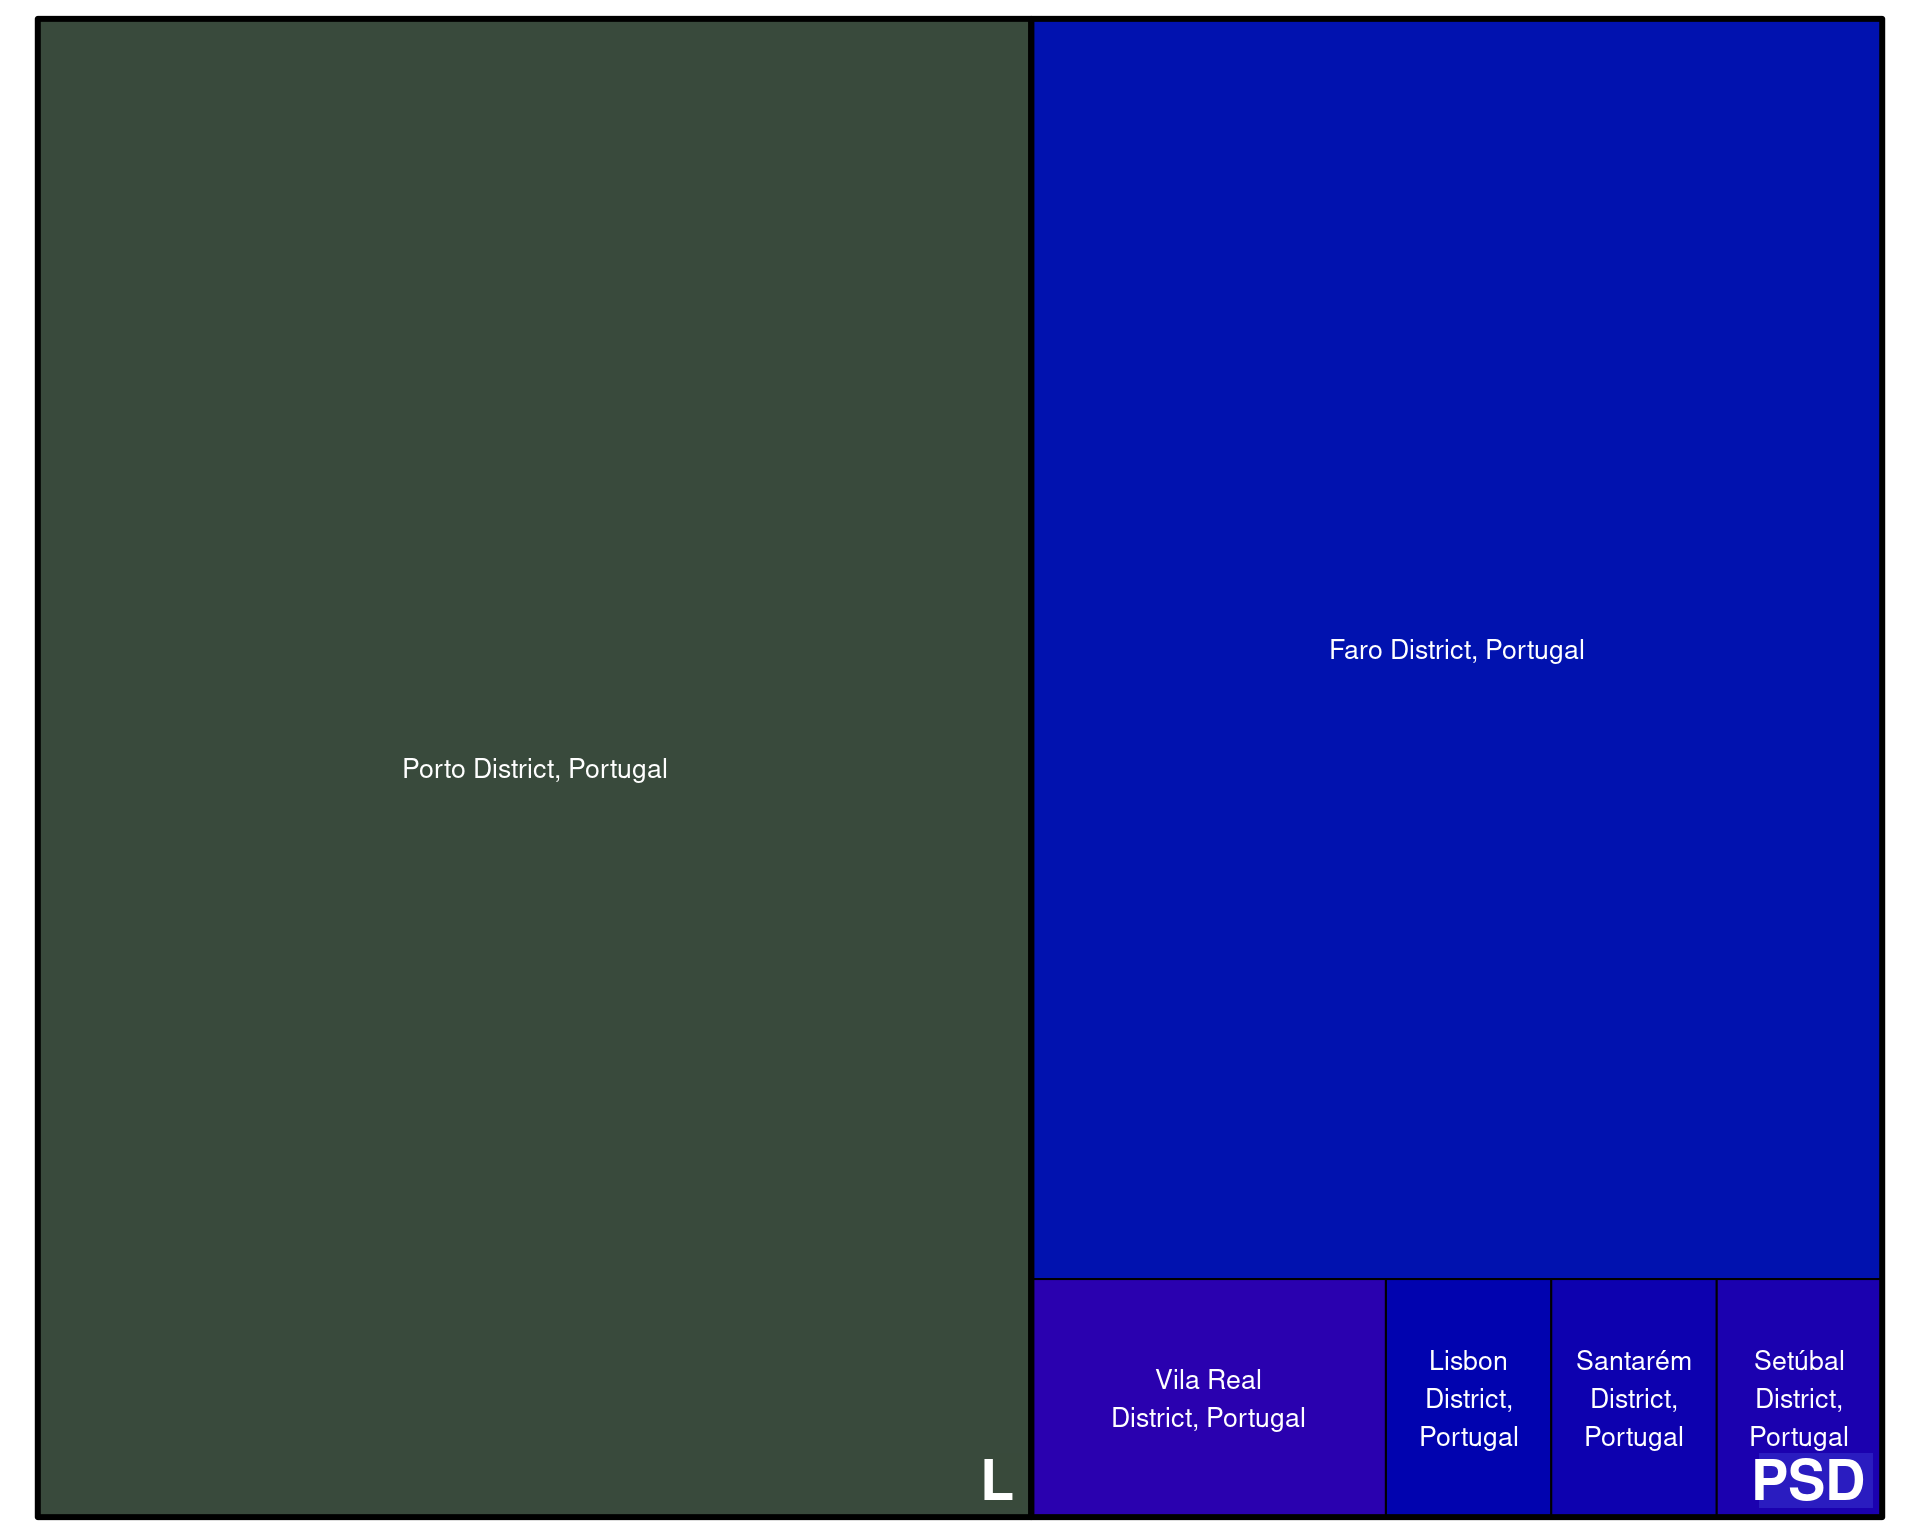 Porto District, Portugal
L
Faro District, Portugal
Vila Real
District, Portugal
Lisbon
District,
Portugal
Santarém
District,
Portugal
Setúbal
District,
Portugal
PSD